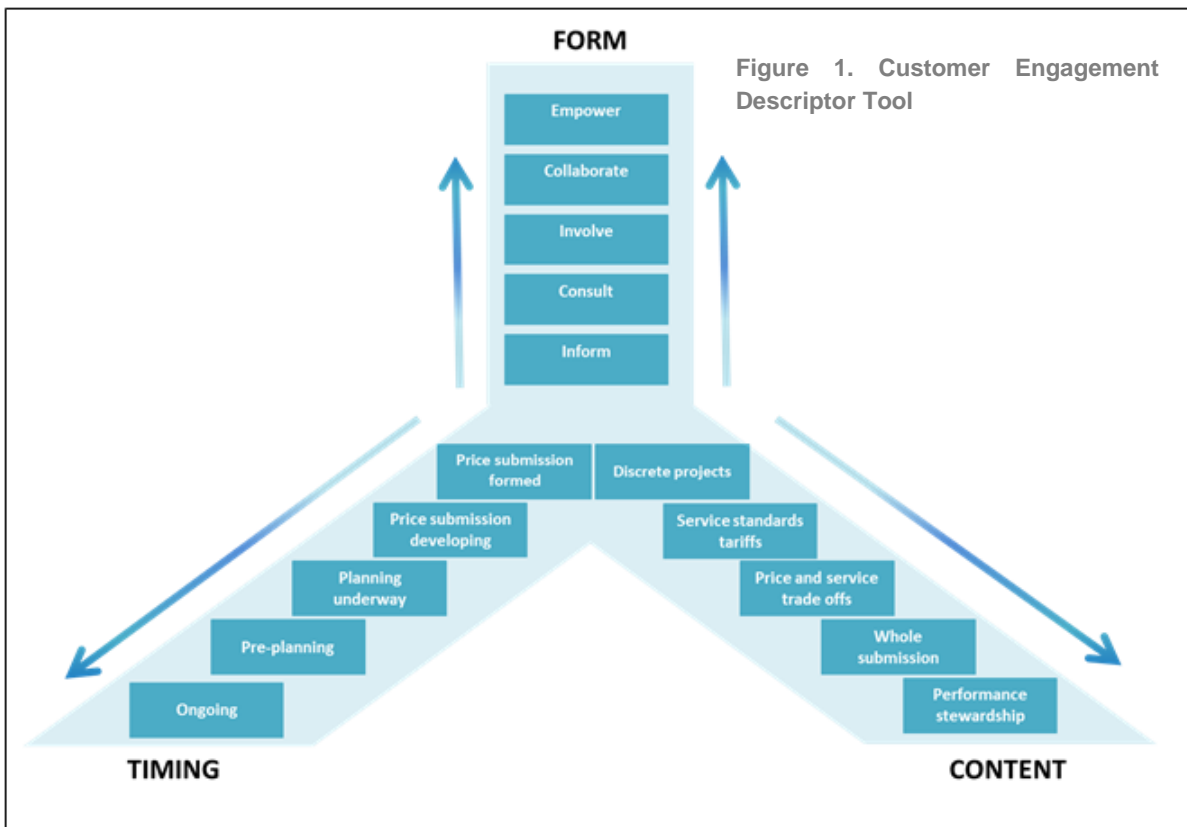 FORM
Figure 1. Customer Engagement
Descriptor Tool
Empower
Collaborate
Involve
Consult
Inform
Price submission
formed
Price submission
developing
Planning
underway
Pre-planning
Ongoing
TIMING
Discrete projects
Service standards
tariffs
Price and service
trade offs
Whole
submission
Performance
stewardship
CONTENT